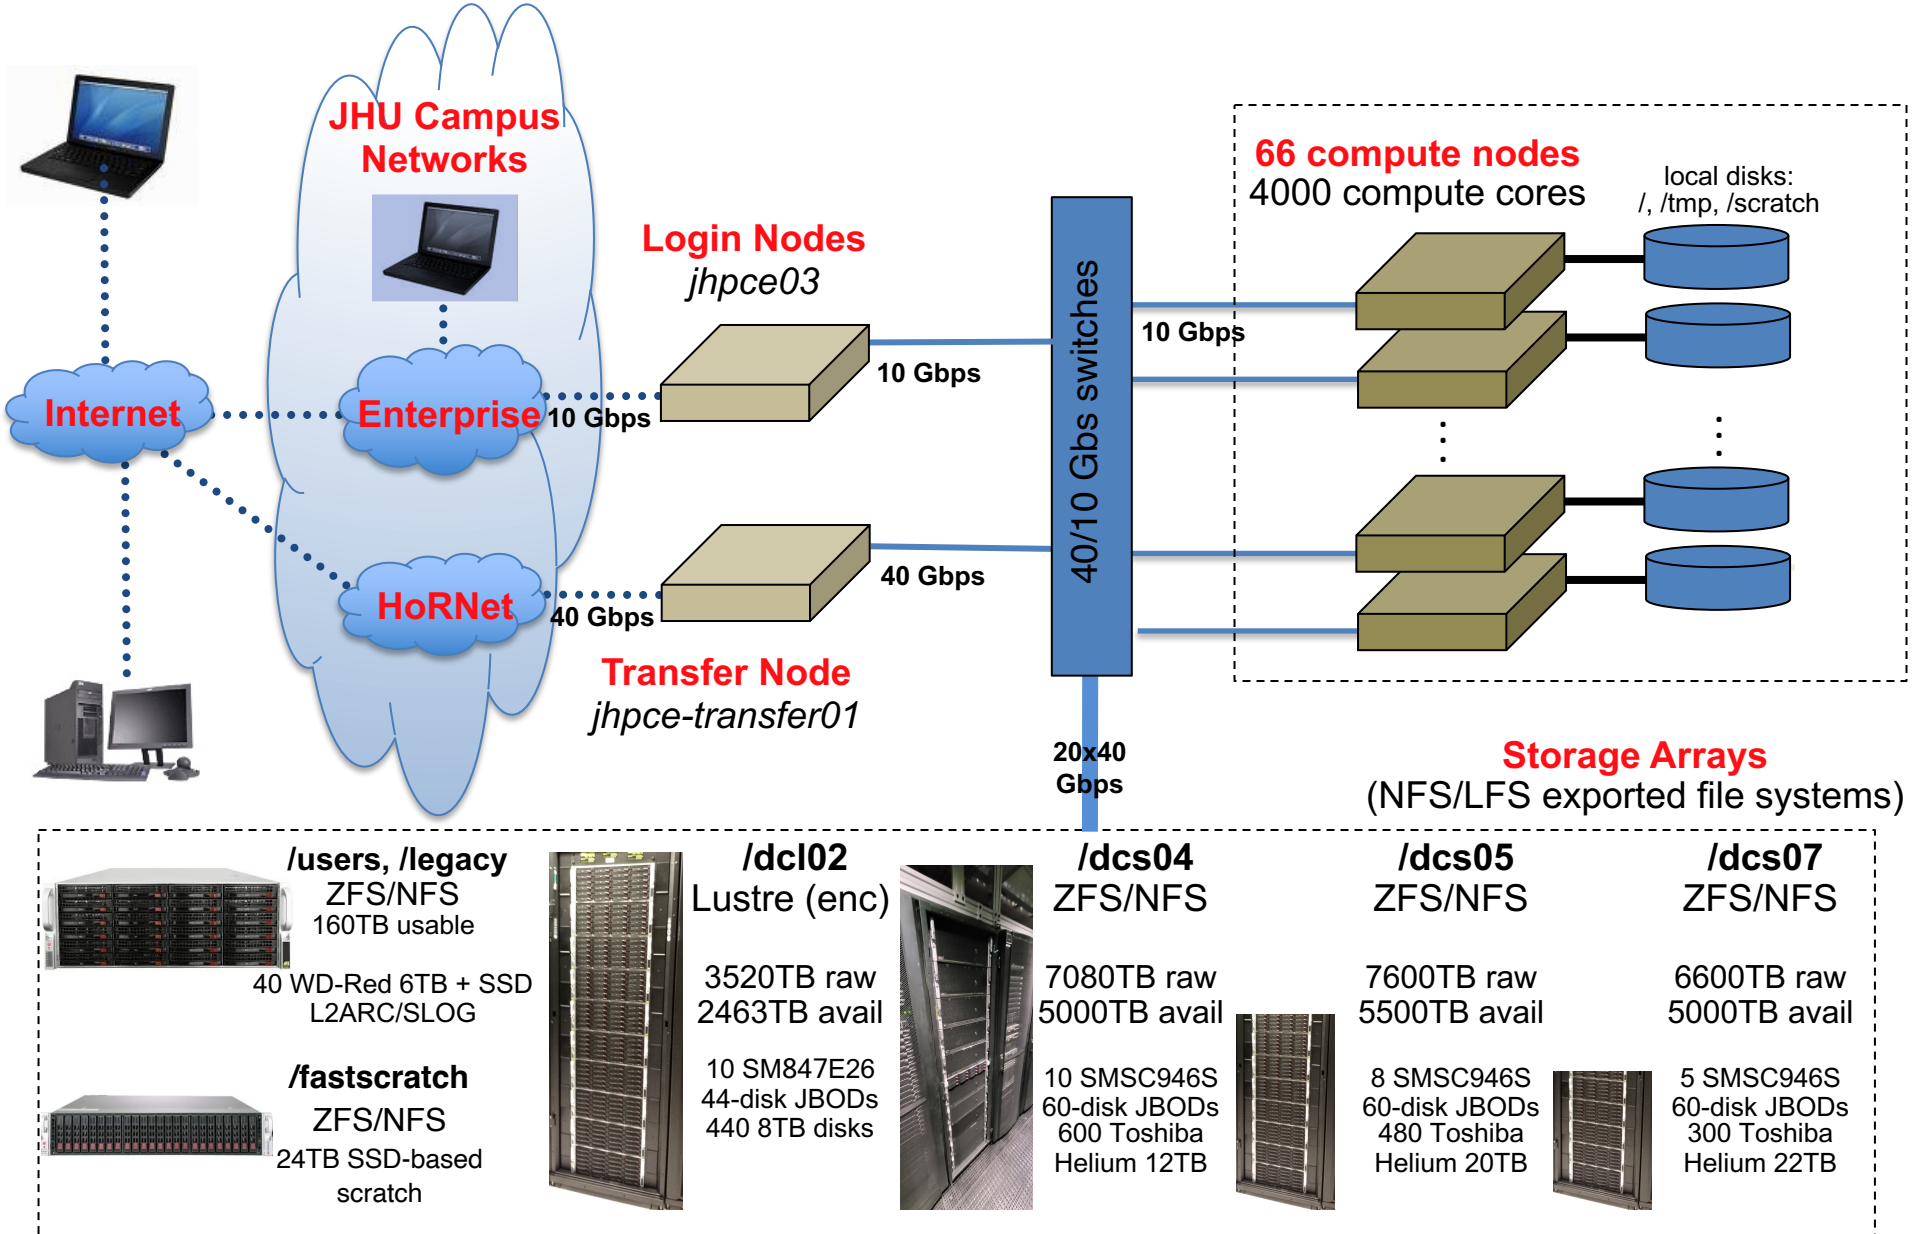 JHU Campus
Networks
Internet
Enterprise
HoRNet
10 Gbps
40 Gbps
Login Nodes
jhpce03
10 Gbps
40 Gbps
Transfer Node
jhpce-transfer01
40/10 Gbs switches
10 Gbps
20x40
Gbps
66 compute nodes
4000 compute cores
local disks:
/, /tmp, /scratch
Storage Arrays
(NFS/LFS exported file systems)
/users, /legacy
ZFS/NFS
160TB usable
40 WD-Red 6TB + SSD
L2ARC/SLOG
/fastscratch
ZFS/NFS
24TB SSD-based
scratch
/dcl02
Lustre (enc)
3520TB raw
2463TB avail
10 SM847E26
44-disk JBODs
440 8TB disks
/dcs04
ZFS/NFS
7080TB raw
5000TB avail
10 SMSC946S
60-disk JBODs
600 Toshiba
Helium 12TB
/dcs05
ZFS/NFS
7600TB raw
5500TB avail
8 SMSC946S
60-disk JBODs
480 Toshiba
Helium 20TB
/dcs07
ZFS/NFS
6600TB raw
5000TB avail
5 SMSC946S
60-disk JBODs
300 Toshiba
Helium 22TB